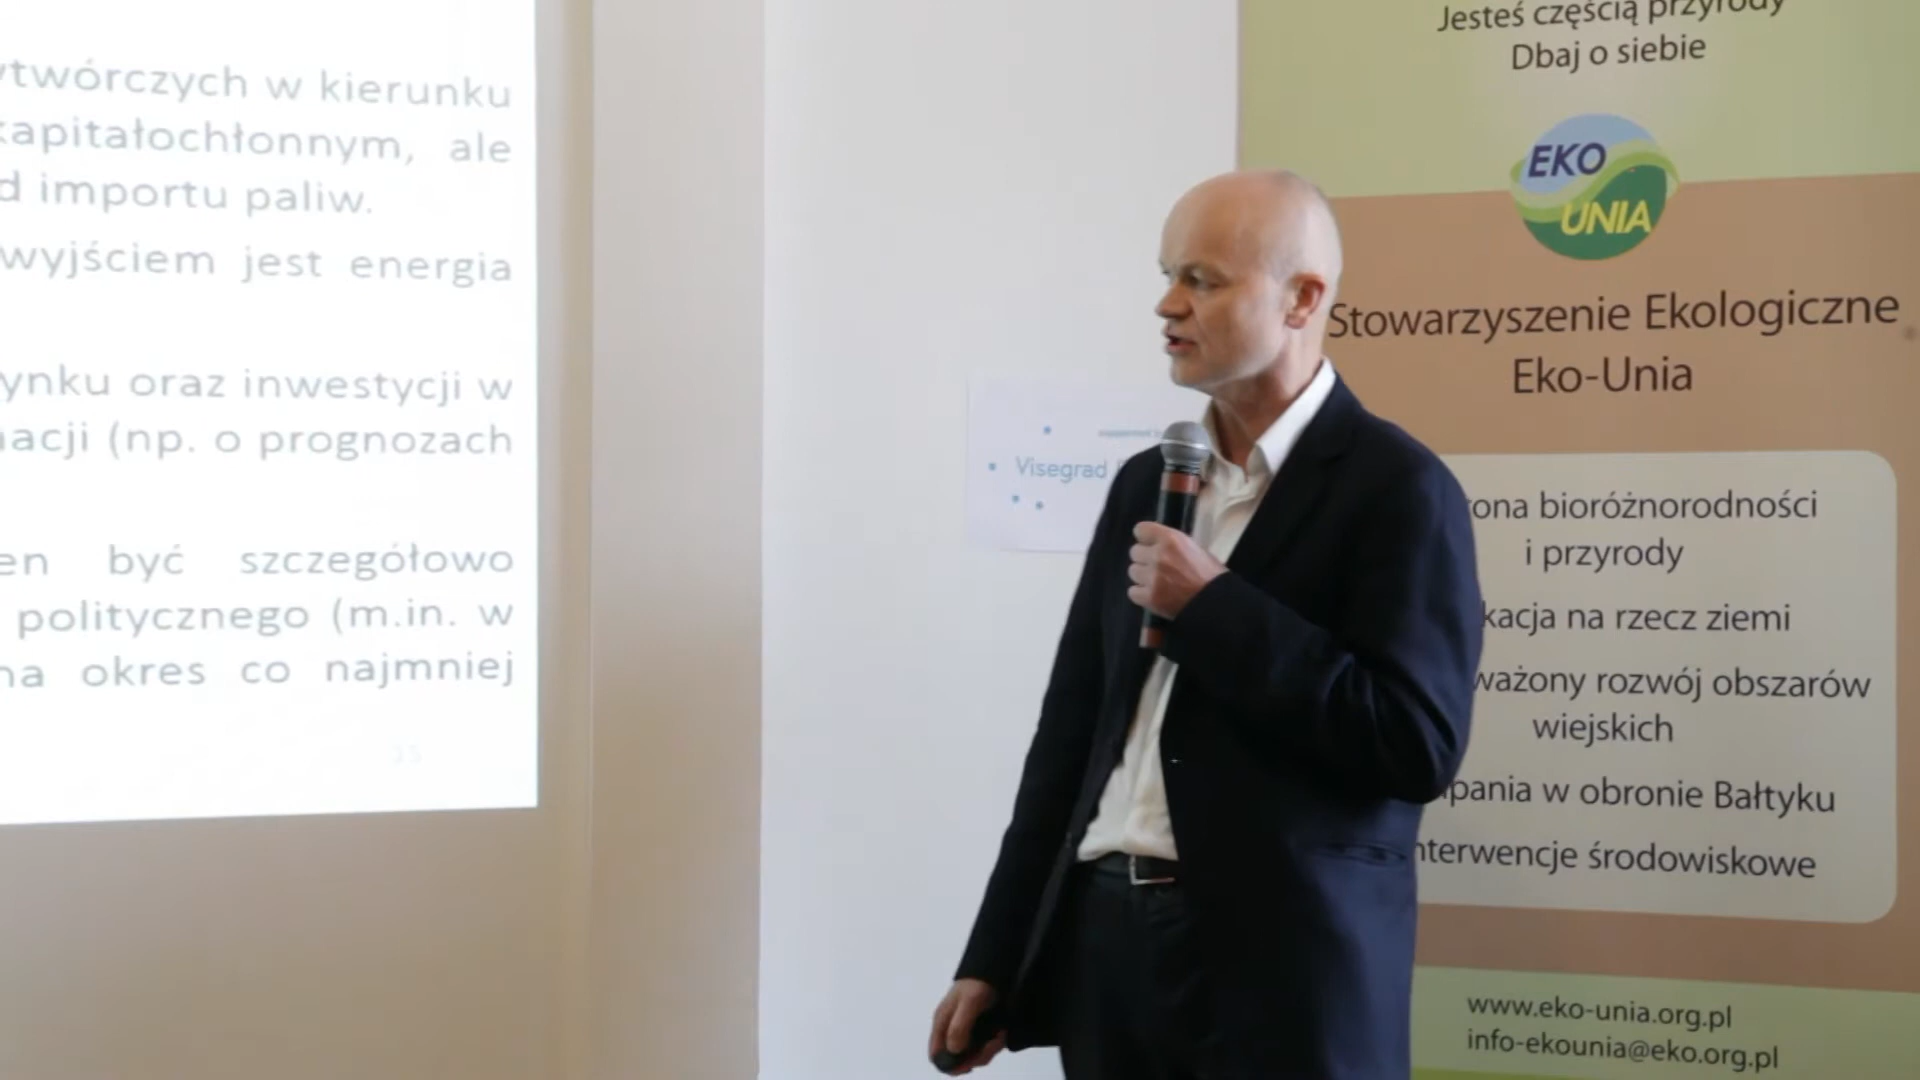 ytwórczych w kierunku
kapitałochłonnym, ale
d importu paliw.
wyjściem jest energia
ynku oraz inwestycji w
acji (np. o prognozach
en być szczegółowo
politycznego (m.in. w
na okres co najmniej
Visegrad
Jesteś częścią przyrody
Dbaj o siebie
EKO
UNIA
Stowarzyszenie Ekologiczne
Eko-Unia
ona bioróżnorodności
i przyrody
kacja na rzecz ziemi
ważony rozwój obszarów
wiejskich
pania w obronie Bałtyku
nterwencje środowiskowe
www.eko-unia.org.pl
info-ekounia@eko.org.pl